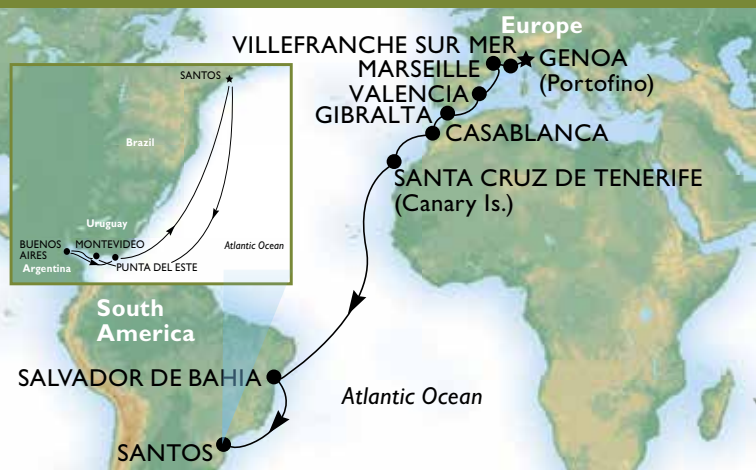 Europe
VILLEFRANCHE SUR MER
GENOA
(Portofino)
MARSEILLE
VALENCIA
GIBRALTA
CASABLANCA
SANTA CRUZ DE TENERIFE
(Canary Is.)
SANTOS
Brazil
Uruguay
BUENOS
AIRES
MONTEVIDEO
Atlantic Ocean
PUNTA DEL ESTE
Argentina
South
America
SALVADOR DE BAHIA
Atlantic Ocean
SANTOS